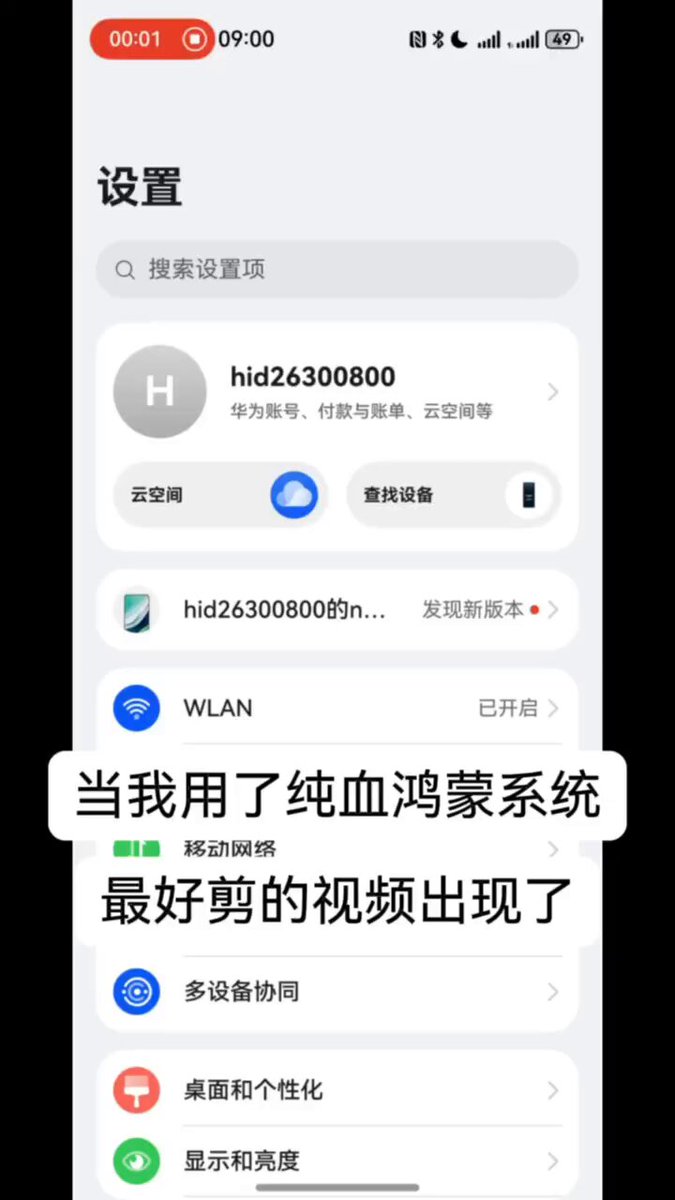 00:01 09:00 49
设置
搜索设置项
H
hid26300800
华为账号、付款与账单、云空间等
云空间 查找设备
hid26300800的n... 发现新版本
WLAN 已开启
当我用了纯血鸿蒙系统
移动网络
最好剪的视频出现了
多设备协同
桌面和个性化
显示和亮度